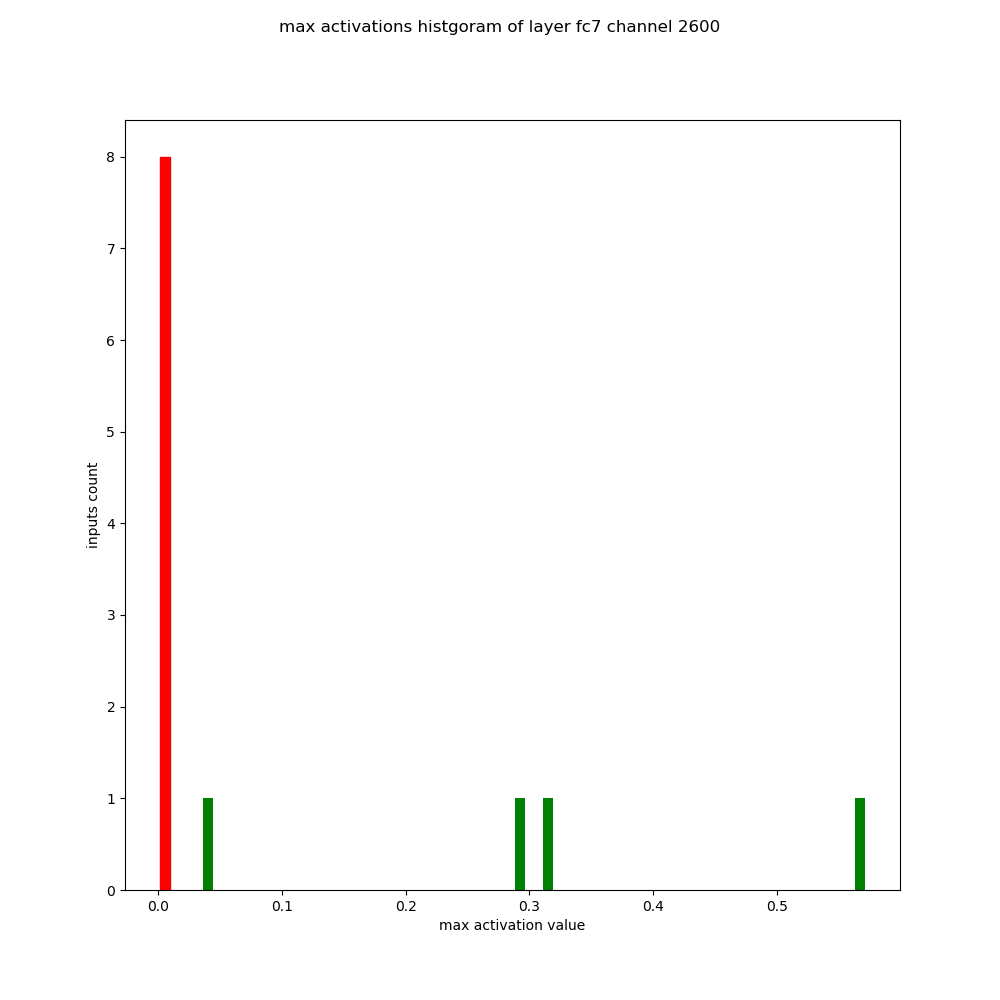 max activations histgoram of layer fc7 channel 2600
8
7
6
5
4
3
2
1
0
inputs count
0.0 0.1 0.2 0.3 0.4 0.5
max activation value